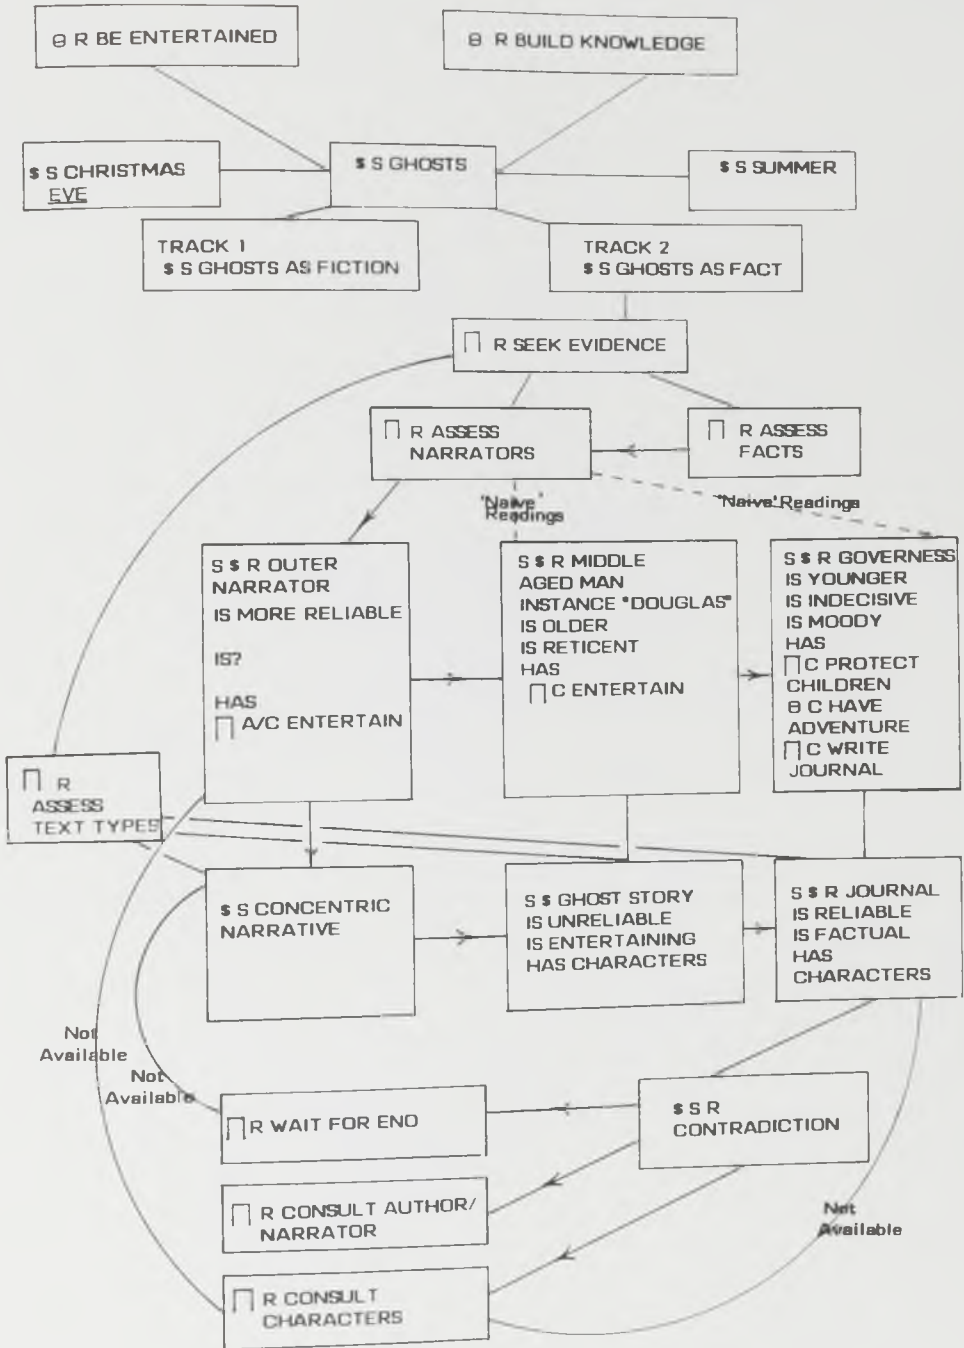 θ R BE ENTERTAINED
θ R BUILD KNOWLEDGE
$ S CHRISTMAS
EVE
$ S GHOSTS
$ S SUMMER
TRACK 1
$ S GHOSTS AS FICTION
TRACK 2
$ S GHOSTS AS FACT
∏ R SEEK EVIDENCE
∏ R ASSESS
NARRATORS
∏ R ASSESS
FACTS
'Naive'
Readings
'Naive' Readings
S $ R OUTER
NARRATOR
IS MORE RELIABLE
IS?
HAS
∏ A/C ENTERTAIN
S $ R MIDDLE
AGED MAN
INSTANCE "DOUGLAS"
IS OLDER
IS RETICENT
HAS
∏ C ENTERTAIN
S $ R GOVERNESS
IS YOUNGER
IS INDECISIVE
IS MOODY
HAS
∏ C PROTECT
CHILDREN
θ C HAVE
ADVENTURE
∏ C WRITE
JOURNAL
∏ R
ASSESS
TEXT TYPES
$ S CONCENTRIC
NARRATIVE
S $ GHOST STORY
IS UNRELIABLE
IS ENTERTAINING
HAS CHARACTERS
S $ R JOURNAL
IS RELIABLE
IS FACTUAL
HAS
CHARACTERS
Not
Available
Not
Available
∏ R WAIT FOR END
$ S R
CONTRADICTION
∏ R CONSULT AUTHOR/
NARRATOR
Not
Available
∏ R CONSULT
CHARACTERS